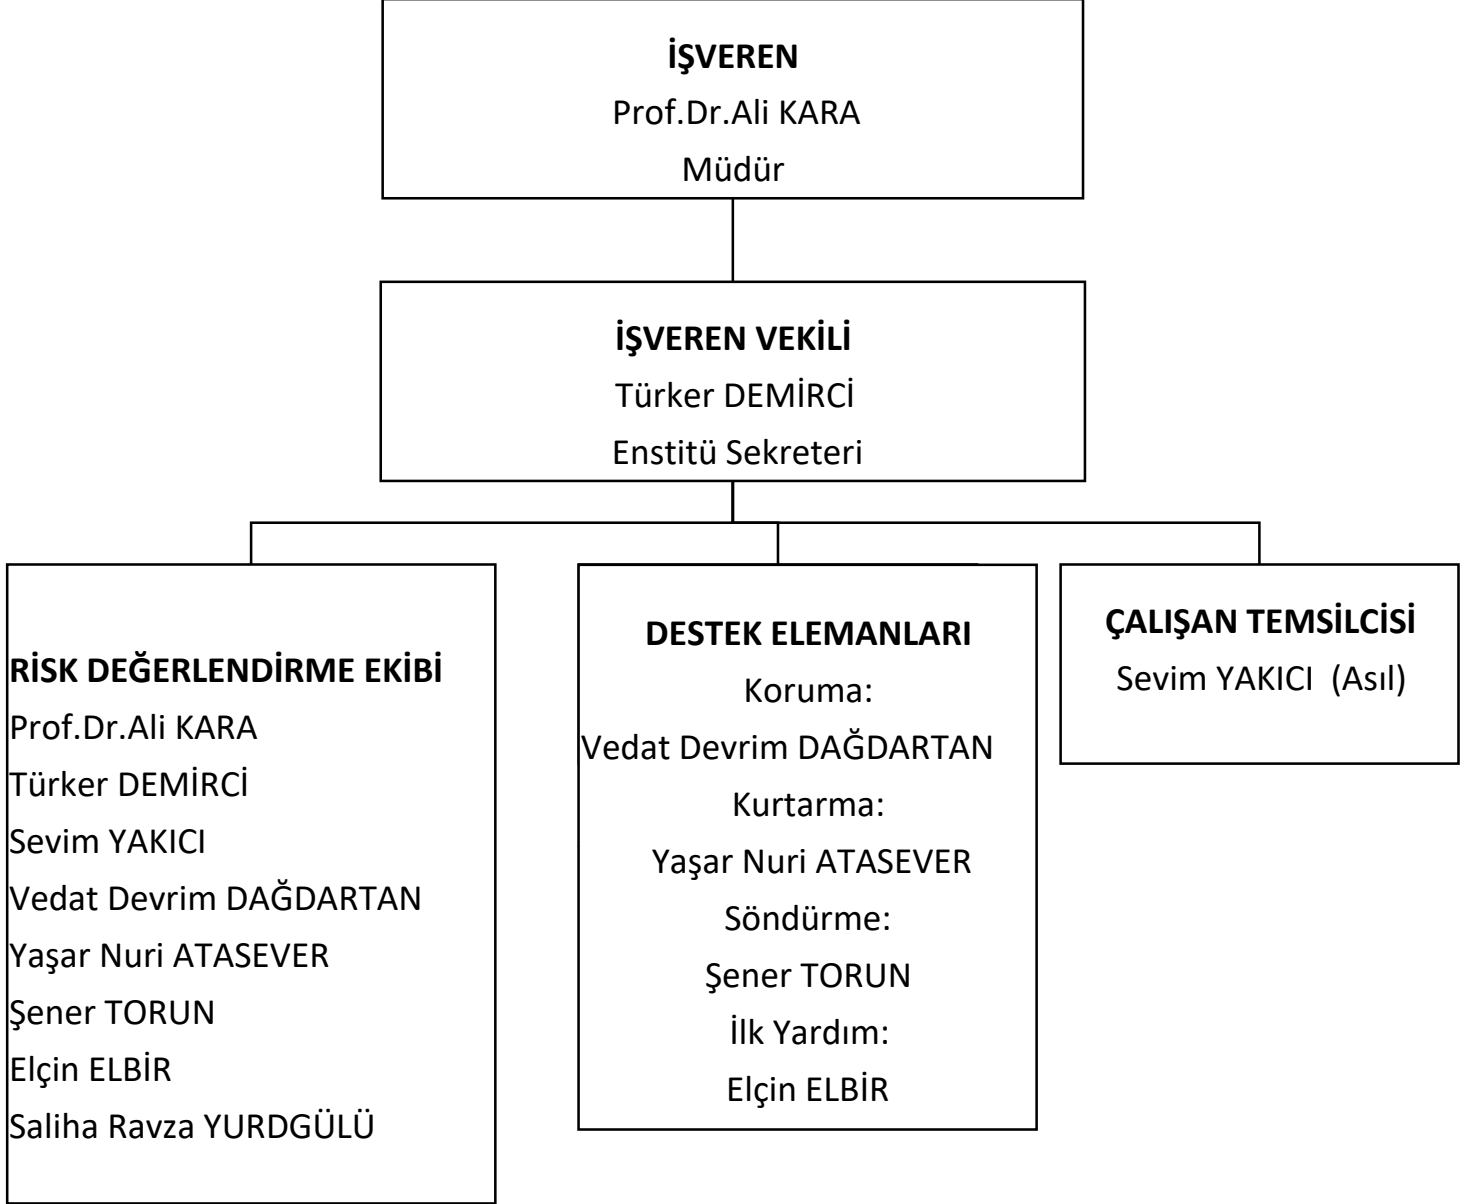 İŞVEREN
Prof.Dr.Ali KARA
Müdür
İŞVEREN VEKİLİ
Türker DEMİRCİ
Enstitü Sekreteri
RİSK DEĞERLENDİRME EKİBİ
Prof.Dr.Ali KARA
Türker DEMİRCİ
Sevim YAKICI
Vedat Devrim DAĞDARTAN
Yaşar Nuri ATASEVER
Şener TORUN
Elçin ELBİR
Saliha Ravza YURDGÜLÜ
DESTEK ELEMANLARI
Koruma:
Vedat Devrim DAĞDARTAN
Kurtarma:
Yaşar Nuri ATASEVER
Söndürme:
Şener TORUN
İlk Yardım:
Elçin ELBİR
ÇALIŞAN TEMSİLCİSİ
Sevim YAKICI  (Asıl)